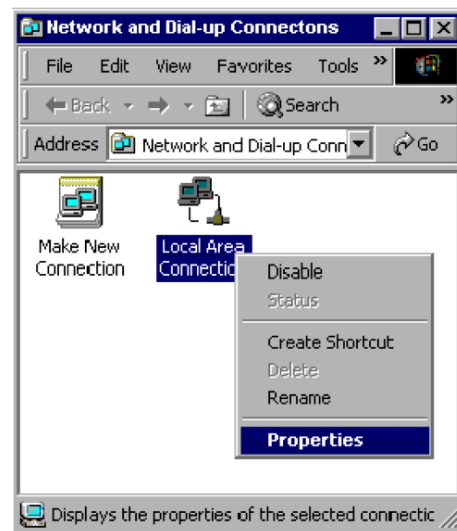 Network and Dial-up Connectons
File Edit View Favorites Tools »
Back Search »
Address Network and Dial-up Conn Go
Make New
Connection
Local Area
Connectio
Disable
Status
Create Shortcut
Delete
Rename
Properties
Displays the properties of the selected connectic